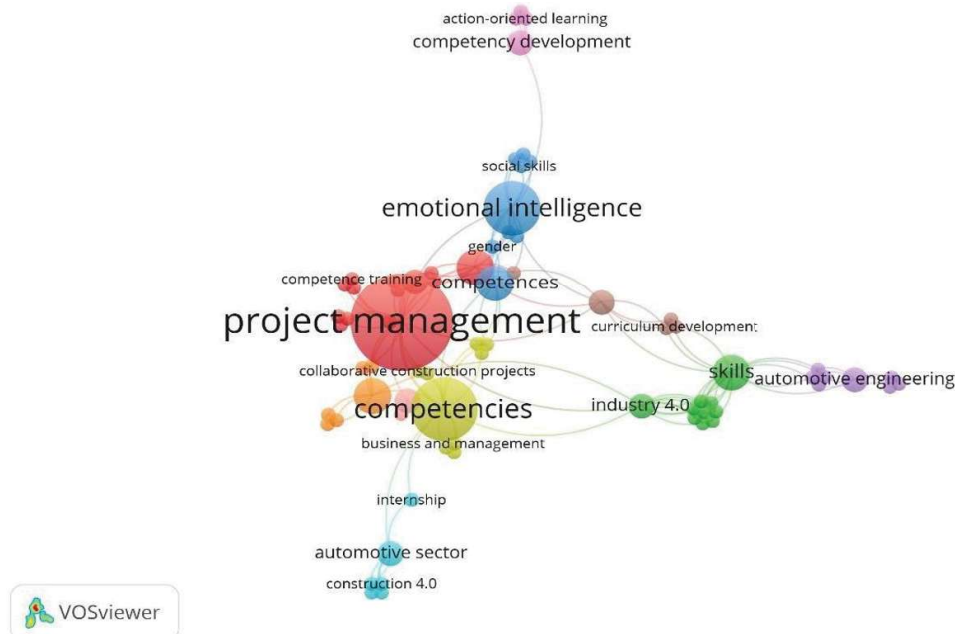 action-oriented learning
competency development
social skills
emotional intelligence
gender
competence training
competences
project management
curriculum development
collaborative construction projects
skills
automotive engineering
competencies
industry 4.0
business and management
internship
automotive sector
construction 4.0
VOSviewer